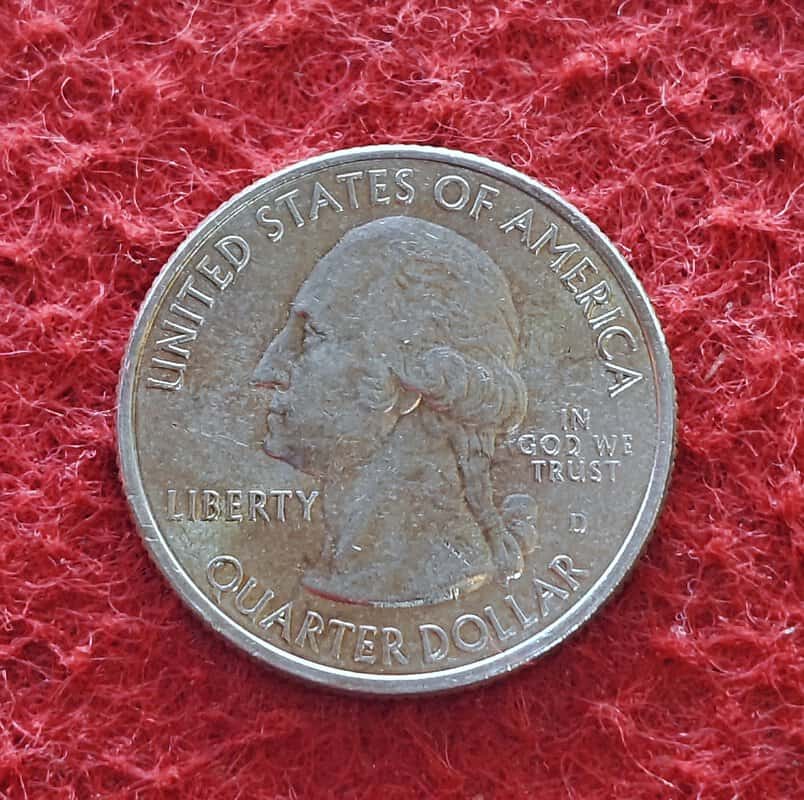 UNITED STATES OF AMERICA
IN
GOD WE
TRUST
LIBERTY
D
QUARTER DOLLAR